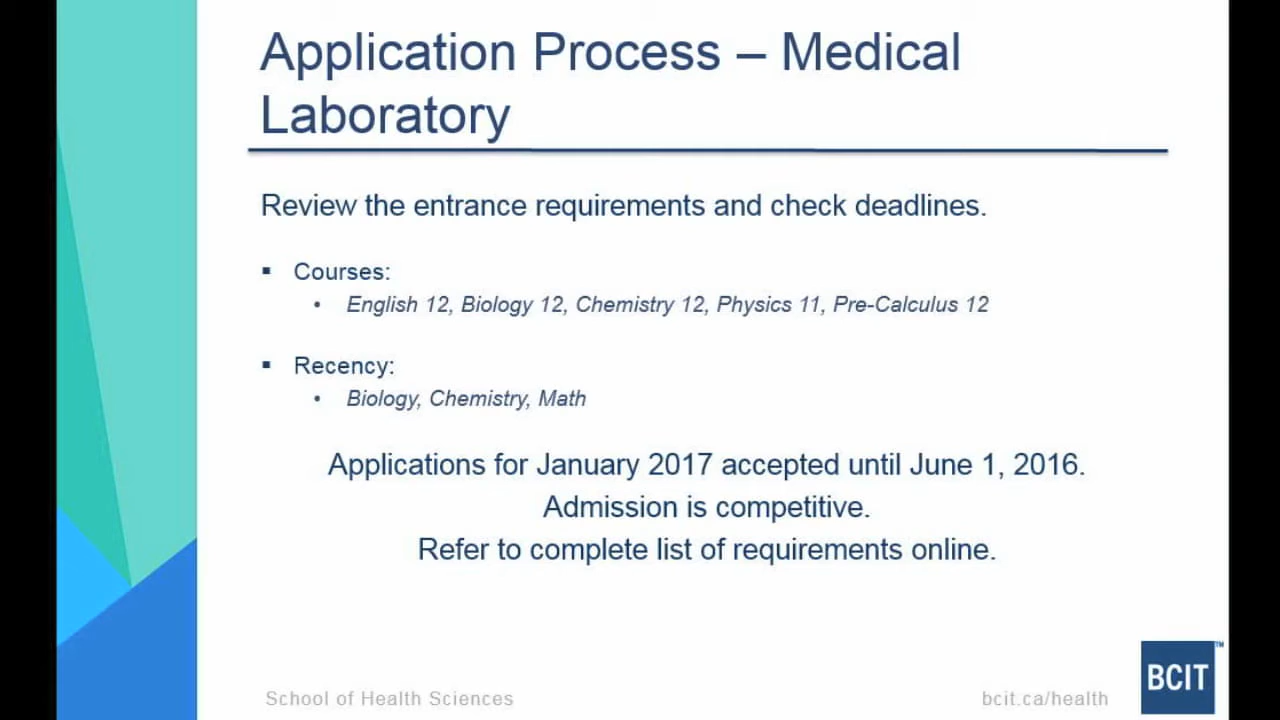 Application Process – Medical
Laboratory
Review the entrance requirements and check deadlines.
▪ Courses:
• English 12, Biology 12, Chemistry 12, Physics 11, Pre-Calculus 12
▪ Recency:
• Biology, Chemistry, Math
Applications for January 2017 accepted until June 1, 2016.
Admission is competitive.
Refer to complete list of requirements online.
School of Health Sciences
bcit.ca/health
BCIT™